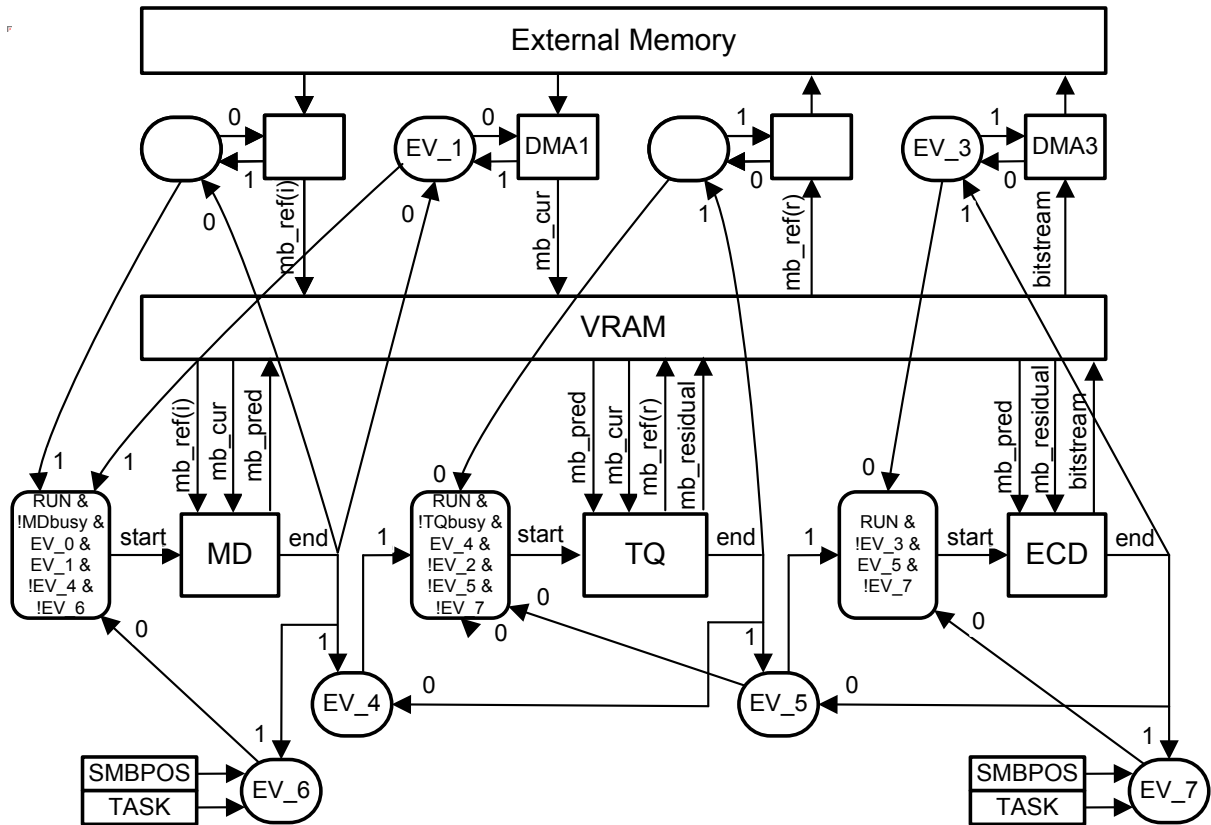 External Memory
0
1
EV_1
0
1
DMA1
1
0
EV_3
1
0
DMA3
0
mb_ref(i)
0
mb_cur
1
mb_ref(r)
1
bitstream
VRAM
mb_ref(i)
mb_cur
mb_pred
mb_pred
mb_cur
mb_ref(r)
mb_residual
mb_pred
mb_residual
bitstream
1
1
0
0
RUN &
!MDbusy &
EV_0 &
EV_1 &
!EV_4 &
!EV_6
start
MD
end
1
RUN &
!TQbusy &
EV_4 &
!EV_2 &
!EV_5 &
!EV_7
start
TQ
end
1
RUN &
!EV_3 &
EV_5 &
!EV_7
start
ECD
end
0
1
0
0
1
0
EV_4
0
EV_5
0
1
1
SMBPOS
TASK
EV_6
SMBPOS
TASK
EV_7